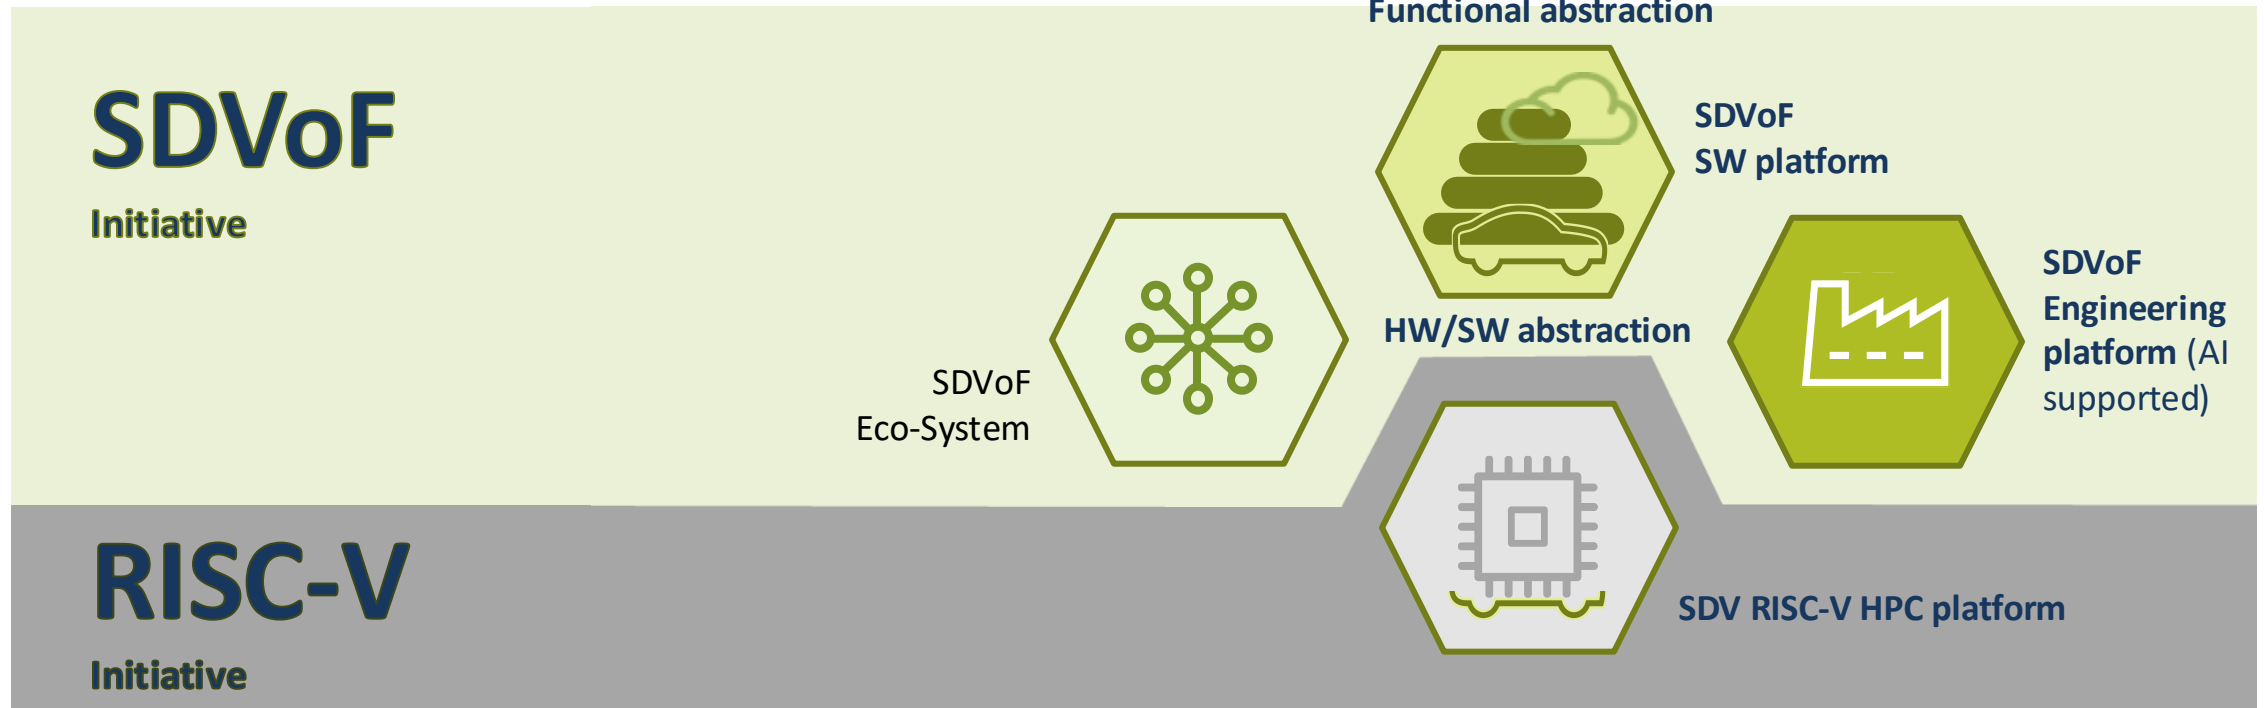 Functional abstraction
SDVoF
Initiative
SDVoF
SW platform
SDVoF
Engineering
platform (AI
supported)
HW/SW abstraction
SDVoF
Eco-System
RISC-V
Initiative
SDV RISC-V HPC platform